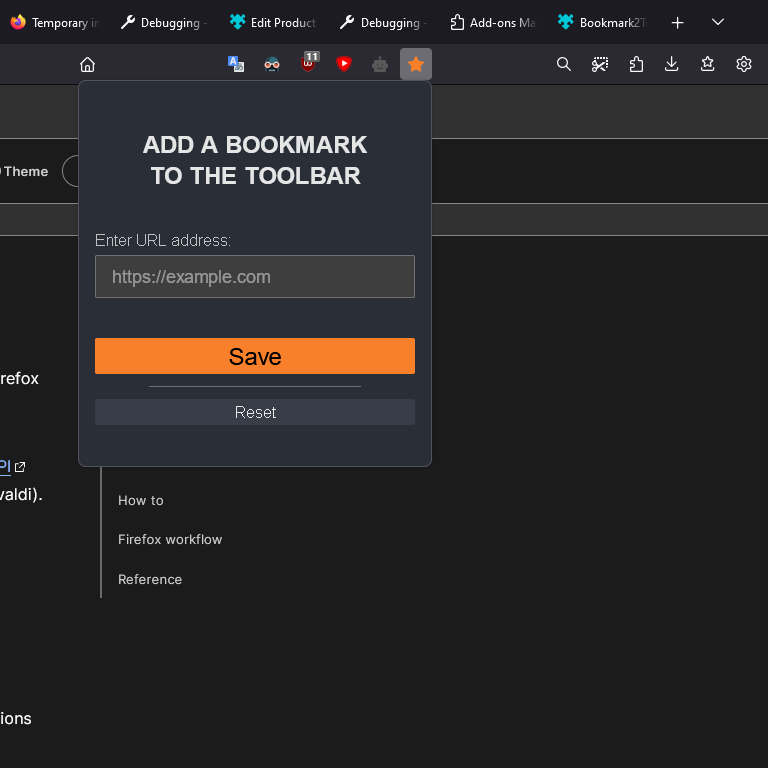 Temporary in
Debugging -
Edit Product
Debugging -
Add-ons Ma
Bookmark2T
11
Theme
ADD A BOOKMARK
TO THE TOOLBAR
Enter URL address:
https://example.com
Save
refox
Reset
PI
valdi).
How to
Firefox workflow
Reference
ions